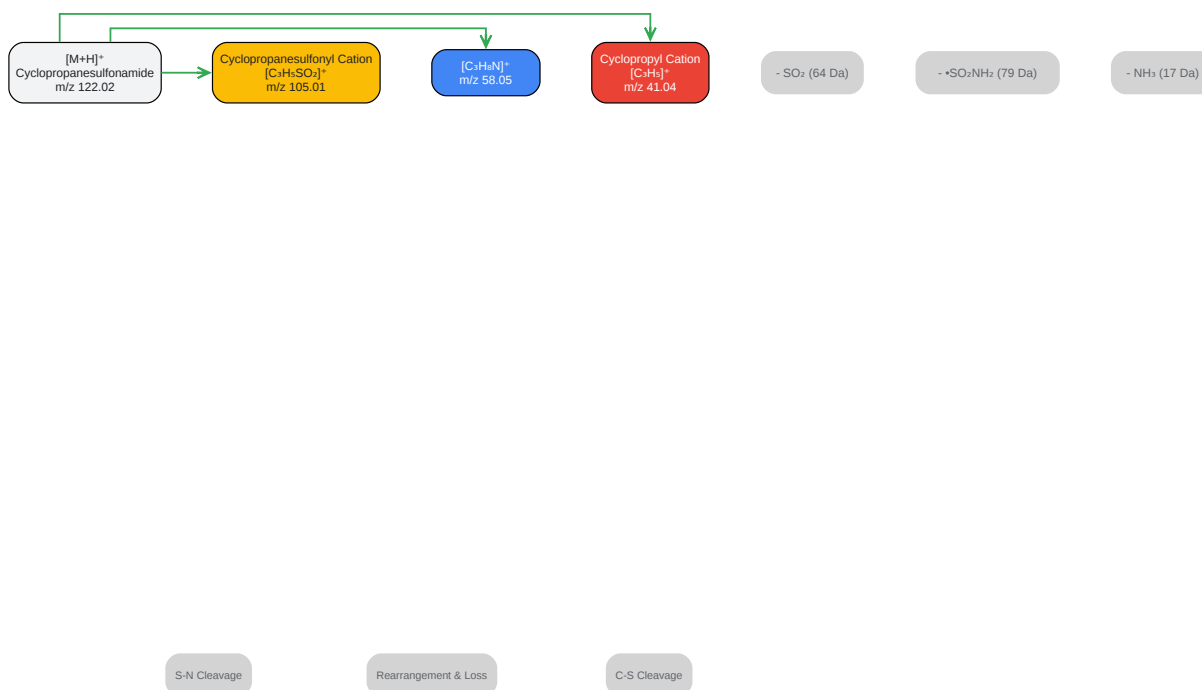 [M+H]⁺
Cyclopropanesulfonamide
m/z 122.02
Cyclopropanesulfonyl Cation
[C₃H₅SO₂]⁺
m/z 105.01
[C₃H₈N]⁺
m/z 58.05
Cyclopropyl Cation
[C₃H₅]⁺
m/z 41.04
- SO₂ (64 Da)
- •SO₂NH₂ (79 Da)
- NH₃ (17 Da)
S-N Cleavage
Rearrangement & Loss
C-S Cleavage